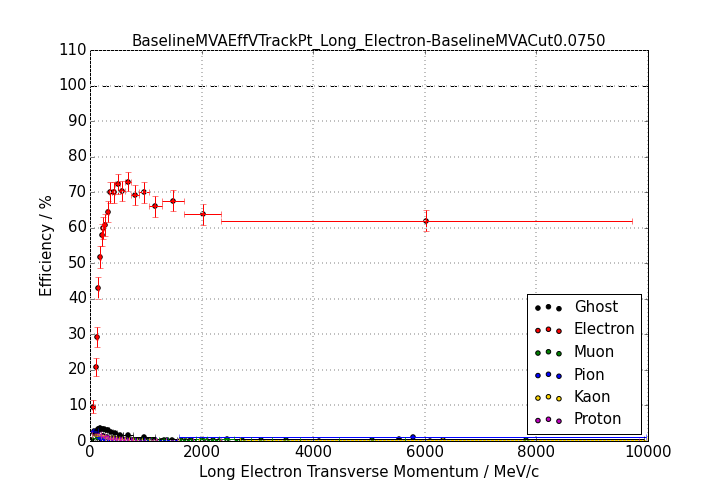 BaselineMVAEffVTrackPt_Long_Electron-BaselineMVACut0.0750
110
100
90
80
70
60
50
40
30
20
10
0
Efficiency / %
Ghost
Electron
Muon
Pion
Kaon
Proton
0 2000 4000 6000 8000 10000
Long Electron Transverse Momentum / MeV/c